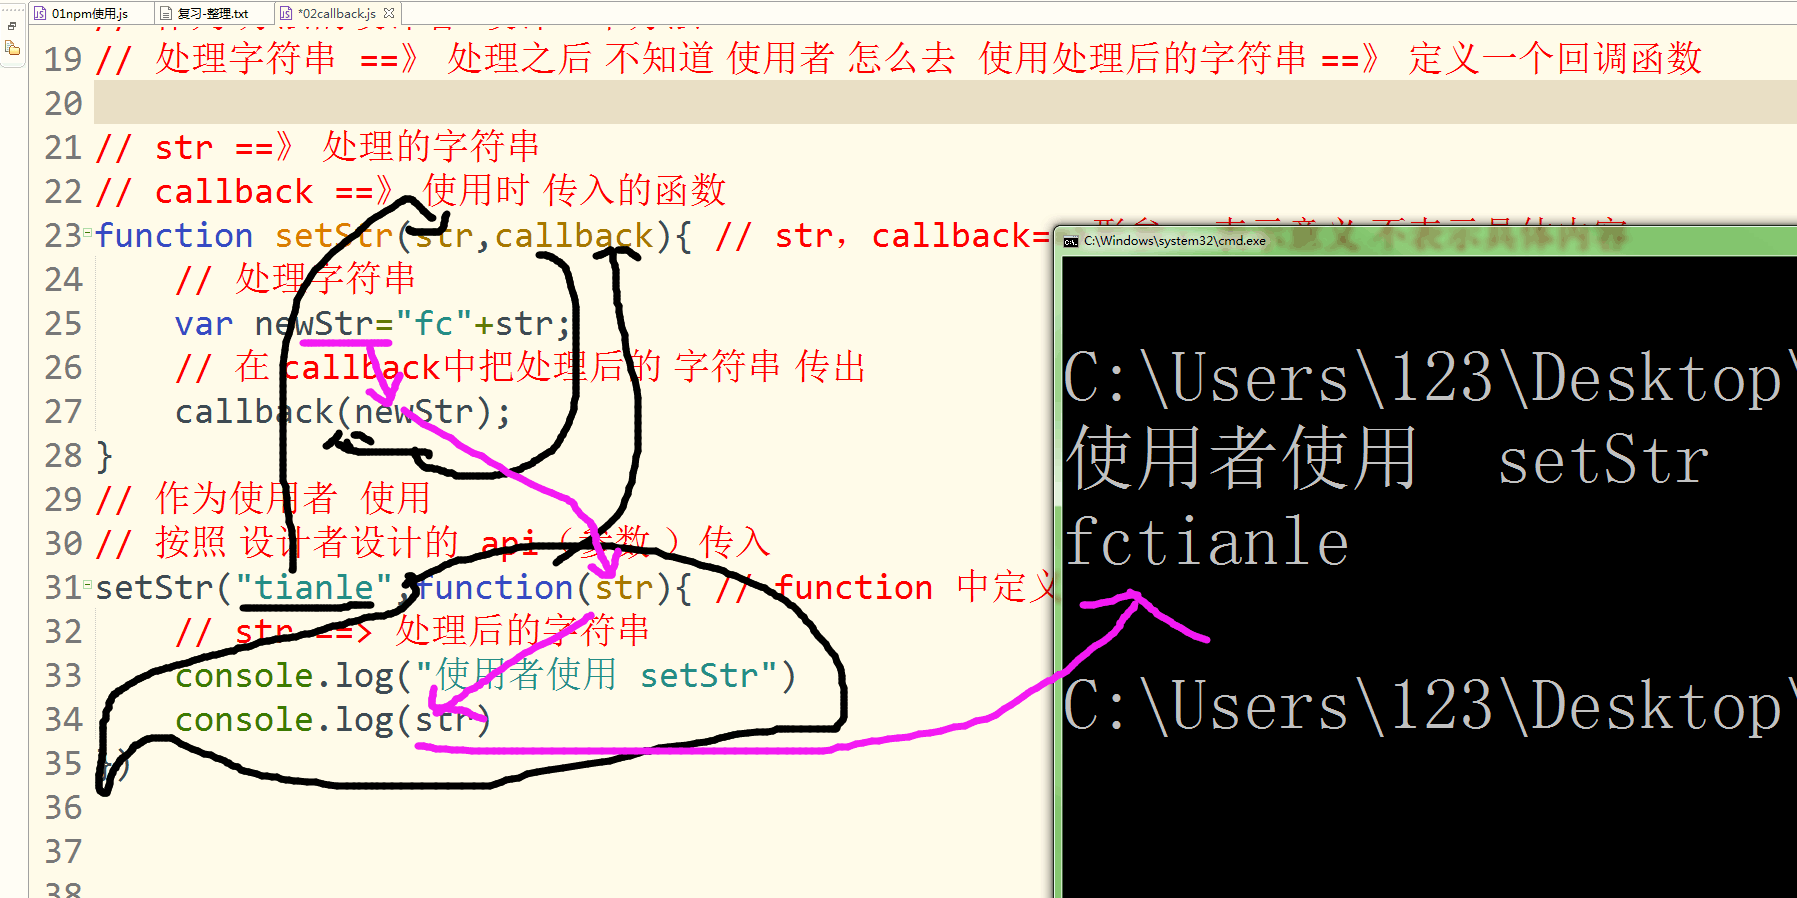 01npm使用.js 复习-整理.txt *02callback.js
19 // 处理字符串 ==》 处理之后 不知道 使用者 怎么去 使用处理后的字符串 ==》 定义一个回调函数
20
21 // str ==》 处理的字符串
22 // callback ==》 使用时 传入的函数
23 function setStr(str,callback){ // str, callback=
24 // 处理字符串
25 var newStr="fc"+str;
26 // 在 callback中把处理后的 字符串 传出
27 callback(newStr);
28 }
29 // 作为使用者 使用
30 // 按照 设计者设计的 api（参数）传入
31 setStr("tianle",function(str){ // function 中定义
32 // str ==> 处理后的字符串
33 console.log("使用者使用 setStr")
34 console.log(str)
35 })
36
37
38
C:\Windows\system32\cmd.exe
C:\Users\123\Desktop\
使用者使用 setStr
fctianle
C:\Users\123\Desktop\